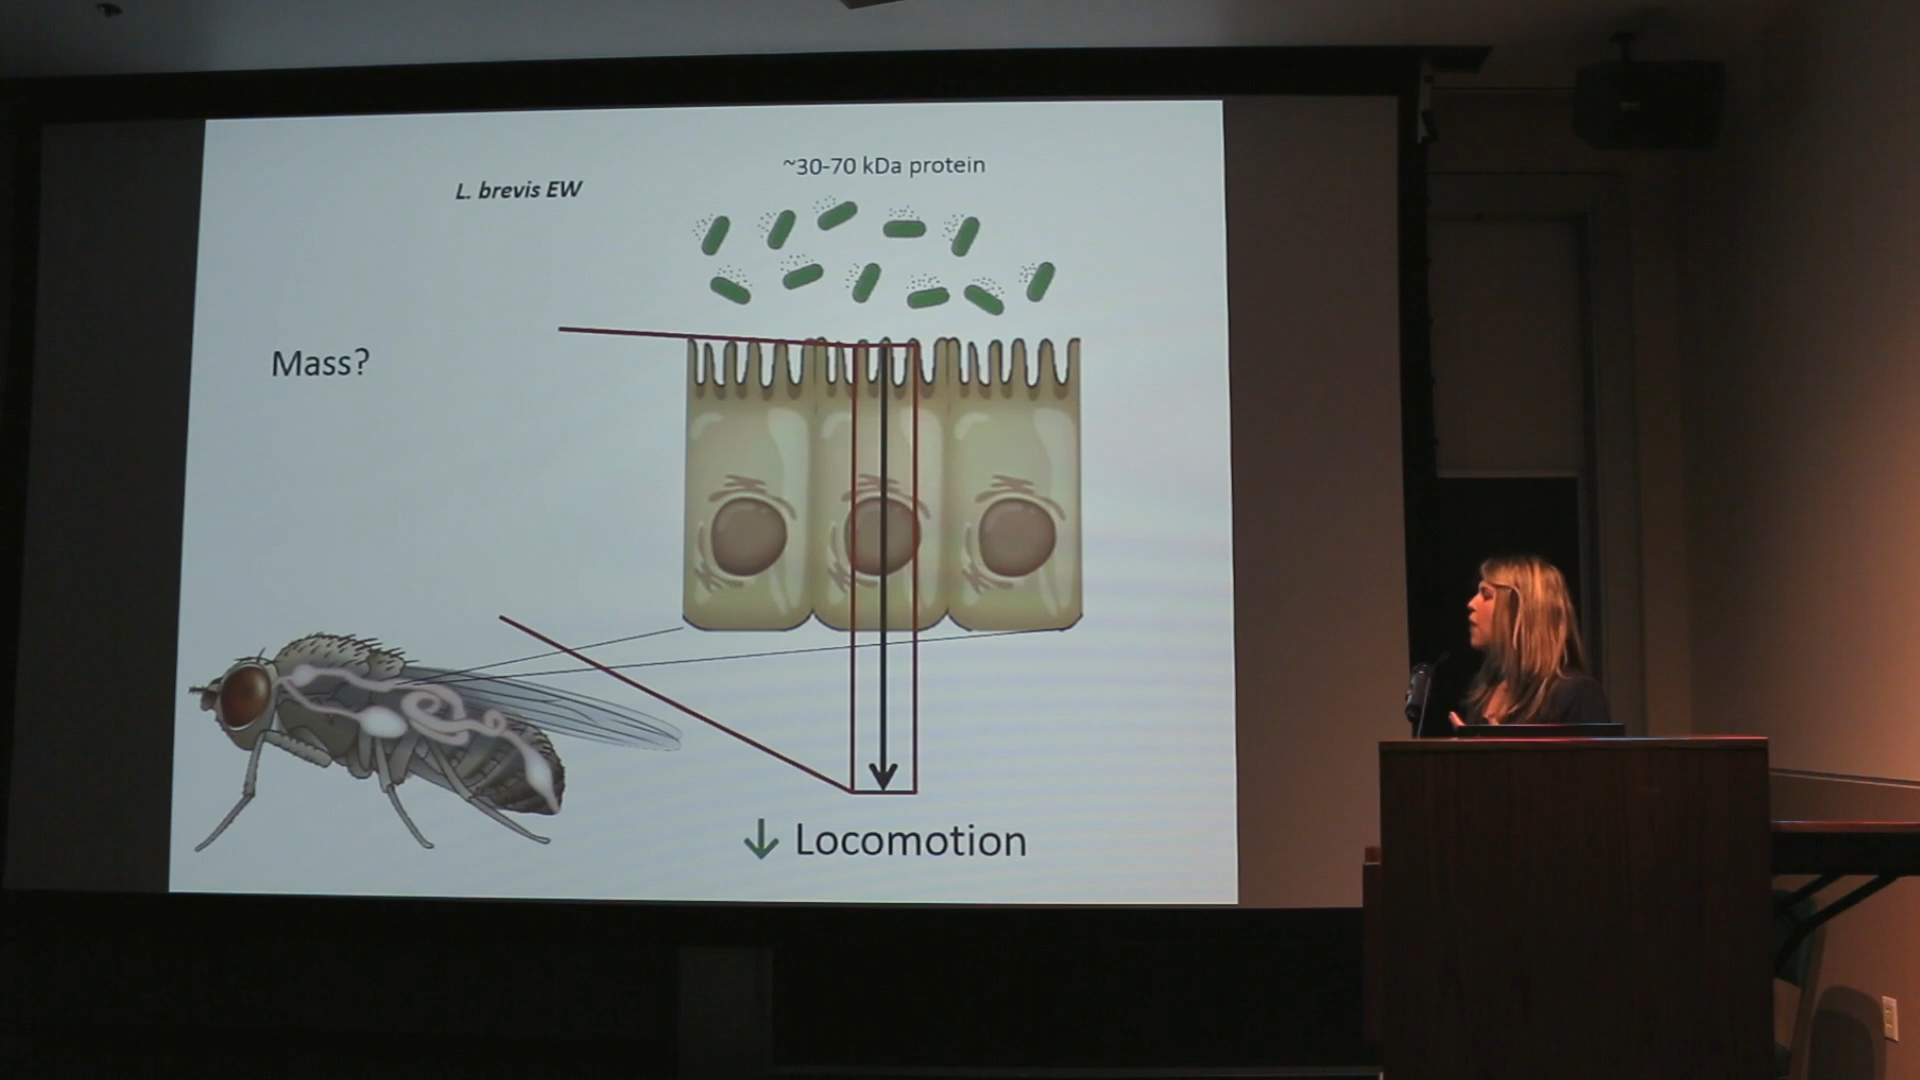 ~30-70 kDa protein
L. brevis EW
Mass?
↓ Locomotion